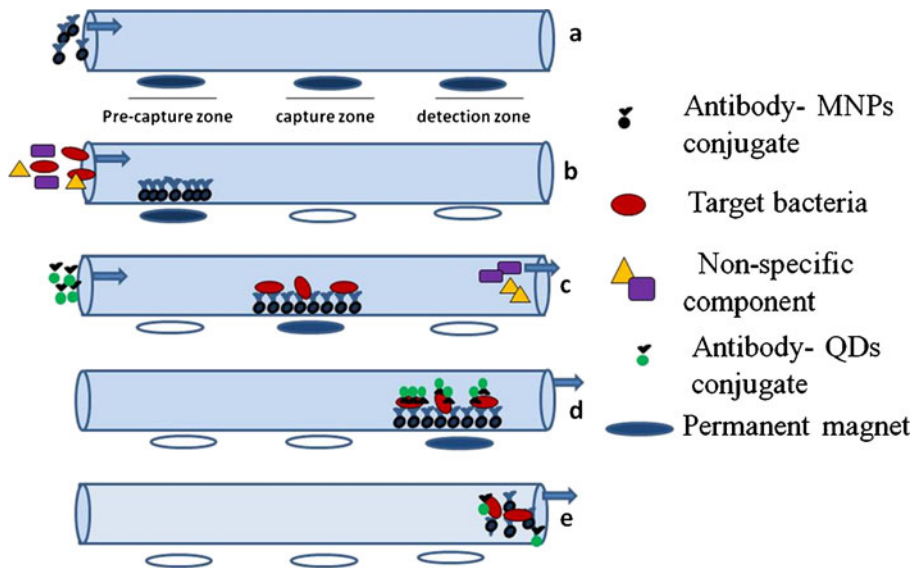 a
Pre-capture zone
capture zone
detection zone
b
c
d
e
Antibody- MNPs
conjugate
Target bacteria
Non-specific
component
Antibody- QDs
conjugate
Permanent magnet